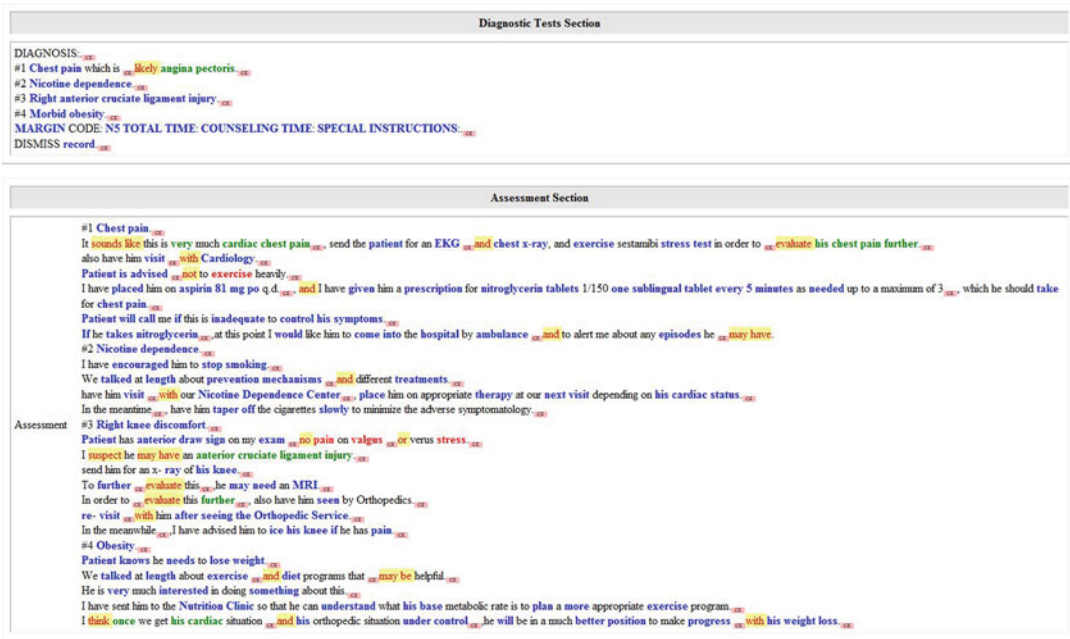 Diagnostic Tests Section
DIAGNOSIS:
#1 Chest pain which is likely angina pectoris.
#2 Nicotine dependence.
#3 Right anterior cruciate ligament injury.
#4 Morbid obesity.
MARGIN CODE: N5 TOTAL TIME: COUNSELING TIME: SPECIAL INSTRUCTIONS:
DISMISS record.
Assessment Section
#1 Chest pain.
It sounds like this is very much cardiac chest pain , send the patient for an EKG and chest x-ray, and exercise sestamibi stress test in order to evaluate his chest pain further.
also have him visit with Cardiology.
Patient is advised not to exercise heavily.
I have placed him on aspirin 81 mg po q.d. , and I have given him a prescription for nitroglycerin tablets 1/150 one sublingual tablet every 5 minutes as needed up to a maximum of 3 , which he should take
for chest pain.
Patient will call me if this is inadequate to control his symptoms.
If he takes nitroglycerin ,at this point I would like him to come into the hospital by ambulance and to alert me about any episodes he may have.
#2 Nicotine dependence.
I have encouraged him to stop smoking.
We talked at length about prevention mechanisms and different treatments.
have him visit with our Nicotine Dependence Center , place him on appropriate therapy at our next visit depending on his cardiac status.
In the meantime , have him taper off the cigarettes slowly to minimize the adverse symptomatology.
Assessment
#3 Right knee discomfort.
Patient has anterior draw sign on my exam no pain on valgus or verus stress.
I suspect he may have an anterior cruciate ligament injury.
send him for an x- ray of his knee.
To further evaluate this ,he may need an MRI.
In order to evaluate this further , also have him seen by Orthopedics.
re- visit with him after seeing the Orthopedic Service.
In the meanwhile ,I have advised him to ice his knee if he has pain.
#4 Obesity.
Patient knows he needs to lose weight.
We talked at length about exercise and diet programs that may be helpful.
He is very much interested in doing something about this.
I have sent him to the Nutrition Clinic so that he can understand what his base metabolic rate is to plan a more appropriate exercise program.
I think once we get his cardiac situation and his orthopedic situation under control ,he will be in a much better position to make progress with his weight loss.